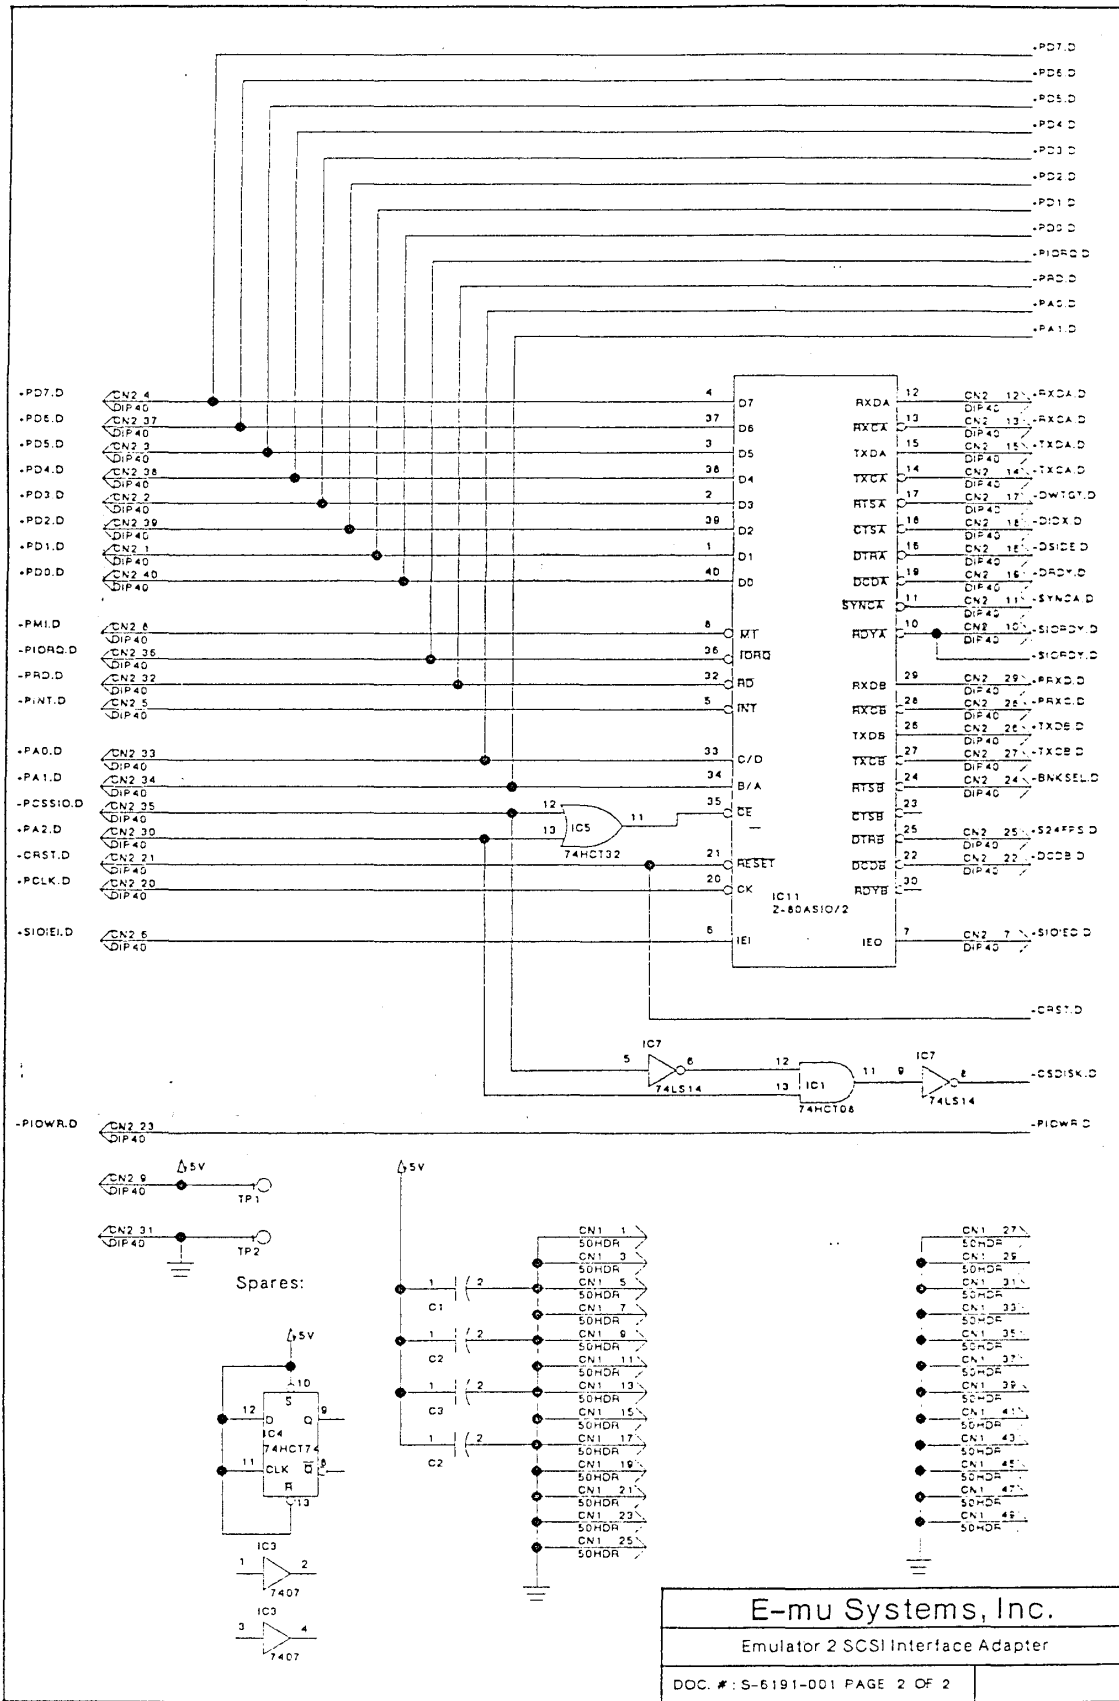 +PD7.D
+PD6.D
+PD5.D
+PD4.D
+PD3.D
+PD2.D
+PD1.D
+PD0.D
-PIORQ.D
-PRD.D
+PA0.D
+PA1.D
+PD7.D CN2 4 DIP40 4 D7 RXDA 12 CN2 12 DIP40 +RXDA.D
+PD6.D CN2 37 DIP40 37 D6 RXCA 13 CN2 13 DIP40 -RXCA.D
+PD5.D CN2 3 DIP40 3 D5 TXDA 15 CN2 15 DIP40 +TXDA.D
+PD4.D CN2 38 DIP40 38 D4 TXCA 14 CN2 14 DIP40 -TXCA.D
+PD3.D CN2 2 DIP40 2 D3 RTSA 17 CN2 17 DIP40 -DWTGT.D
+PD2.D CN2 39 DIP40 39 D2 CTSA 18 CN2 18 DIP40 -DIDX.D
+PD1.D CN2 1 DIP40 1 D1 DTRA 16 CN2 16 DIP40 -DSIDE.D
+PD0.D CN2 40 DIP40 40 D0 DCDA 19 CN2 19 DIP40 -DRDY.D
SYNCA 11 CN2 11 DIP40 -SYNCA.D
-PM1.D CN2 8 DIP40 8 M1 RDYA 10 CN2 10 DIP40 -SIORDY.D
-PIORQ.D CN2 36 DIP40 36 IORQ -SIORDY.D
-PRD.D CN2 32 DIP40 32 RD RXDB 29 CN2 29 DIP40 +PRXD.D
-PINT.D CN2 5 DIP40 5 INT RXCB 28 CN2 28 DIP40 -PRXC.D
TXDB 26 CN2 26 DIP40 +TXDB.D
+PA0.D CN2 33 DIP40 33 C/D TXCB 27 CN2 27 DIP40 -TXCB.D
+PA1.D CN2 34 DIP40 34 B/A RTSB 24 CN2 24 DIP40 -BNKSEL.D
-PCSSIO.D CN2 35 DIP40 12 35 CE CTSB 23
+PA2.D CN2 30 DIP40 13 IC5 11 74HCT32 DTRB 25 CN2 25 DIP40
-CRST.D CN2 21 DIP40 21 RESET DCDB 22 CN2 22 DIP40 -DCDB.D
+PCLK.D CN2 20 DIP40 20 CK RDYB 30
IC11
Z-80ASIO/2
+SIOIEI.D CN2 6 DIP40 6 IEI IEO 7 CN2 7 DIP40 +SIOIEO.D
-CRST.D
5 IC7 6 74LS14 12 13 IC1 11 74HCT08 9 IC7 8 74LS14 -CSDISK.D
-PIOWR.D CN2 23 DIP40 -PIOWR.D
CN2 9 DIP40 5V TP1
CN2 31 DIP40 TP2
5V
1 2 C1
1 2 C2
1 2 C3
1 2 C2
CN1 1 50HDR
CN1 3 50HDR
CN1 5 50HDR
CN1 7 50HDR
CN1 9 50HDR
CN1 11 50HDR
CN1 13 50HDR
CN1 15 50HDR
CN1 17 50HDR
CN1 19 50HDR
CN1 21 50HDR
CN1 23 50HDR
CN1 25 50HDR
CN1 27 50HDR
CN1 29 50HDR
CN1 31 50HDR
CN1 33 50HDR
CN1 35 50HDR
CN1 37 50HDR
CN1 39 50HDR
CN1 41 50HDR
CN1 43 50HDR
CN1 45 50HDR
CN1 47 50HDR
CN1 49 50HDR
Spares:
5V
10
S
12 D Q 9
IC4
74HCT74
11 CLK Q 8
R
13
IC3
1 2
7407
IC3
3 4
7407
E-mu Systems, Inc.
Emulator 2 SCSI Interface Adapter
DOC. #: S-6191-001 PAGE 2 OF 2